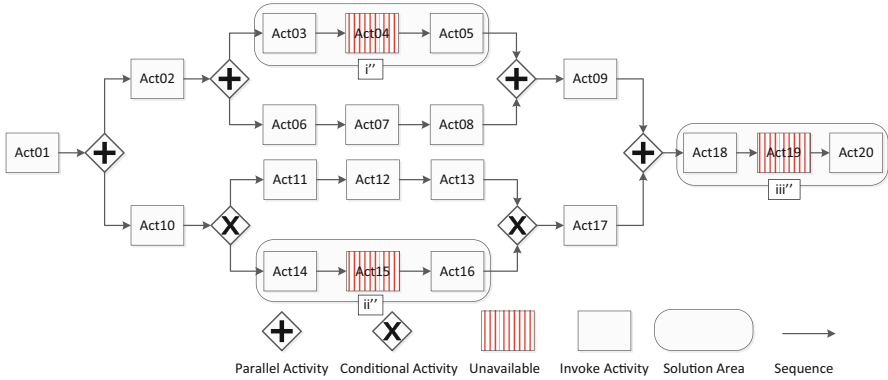 Act03 Act04 Act05
i''
Act02 Act09
Act06 Act07 Act08
Act01 Act18 Act19 Act20
Act11 Act12 Act13
iii''
Act10 Act17
Act14 Act15 Act16
ii''
Parallel Activity Conditional Activity Unavailable Invoke Activity Solution Area Sequence